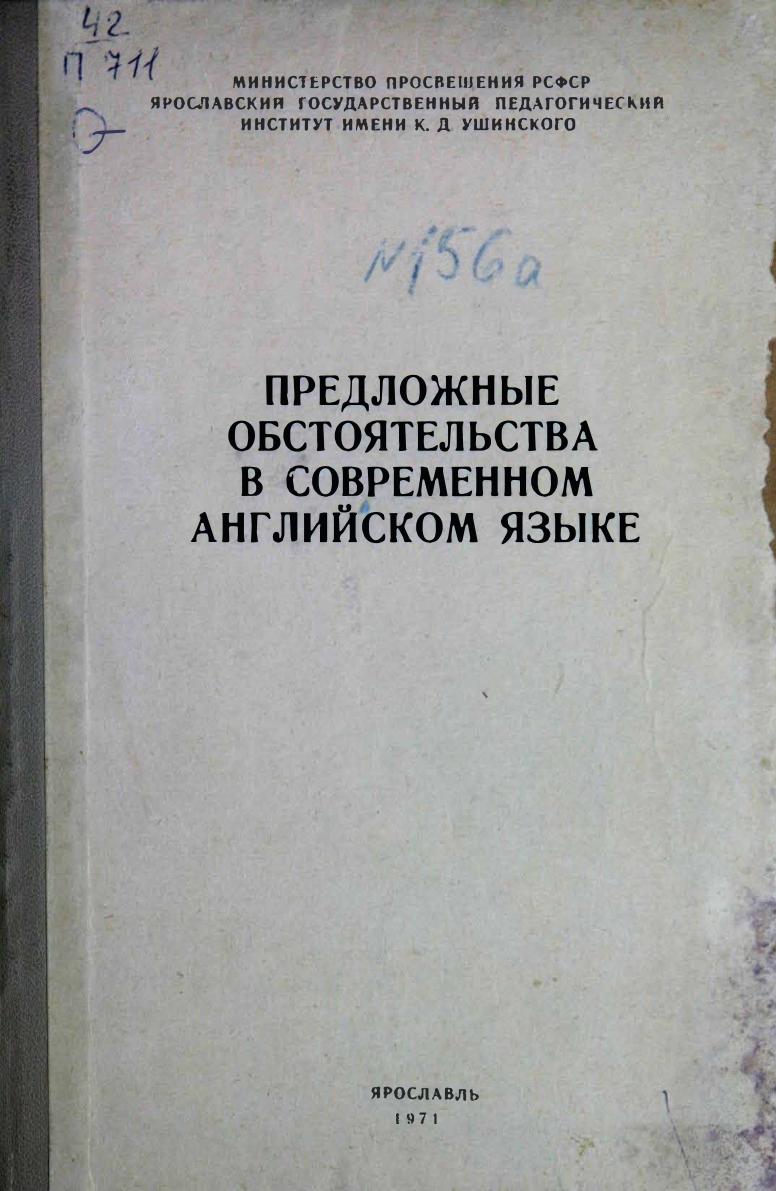 42
П 711
МИНИСТЕРСТВО ПРОСВЕЩЕНИЯ РСФСР
ЯРОСЛАВСКИЙ ГОСУДАРСТВЕННЫЙ ПЕДАГОГИЧЕСКИЙ
ИНСТИТУТ ИМЕНИ К. Д УШИНСКОГО
№156а
ПРЕДЛОЖНЫЕ
ОБСТОЯТЕЛЬСТВА
В СОВРЕМЕННОМ
АНГЛИЙСКОМ ЯЗЫКЕ
ЯРОСЛАВЛЬ
1971